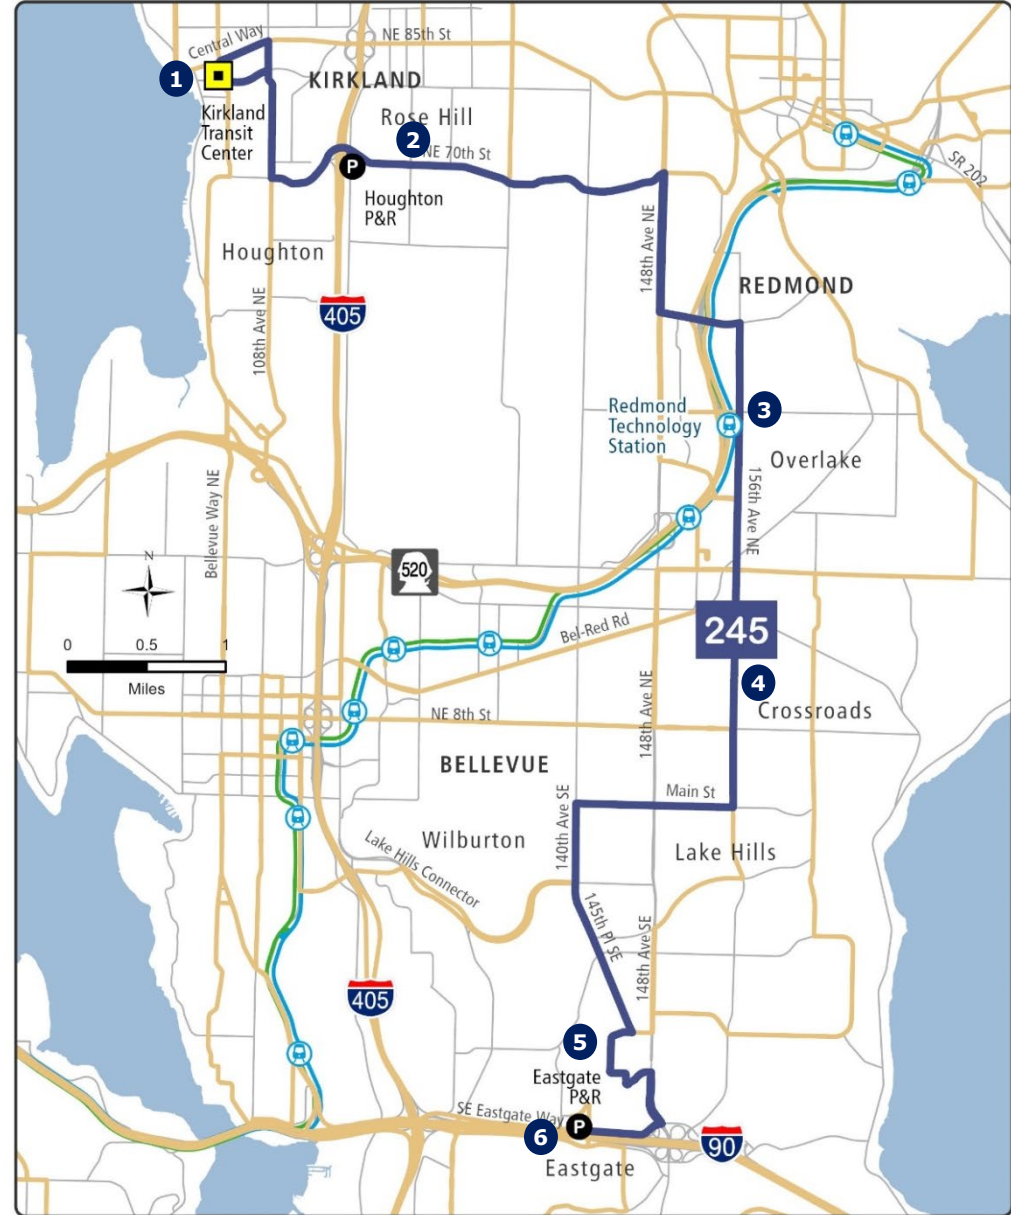 Central Way
NE 85th St
1
KIRKLAND
Kirkland
Transit
Center
Rose Hill
2
NE 70th St
P
Houghton
P&R
SR 202
Houghton
148th Ave NE
REDMOND
405
108th Ave NE
Redmond
Technology
Station
3
Overlake
156th Ave NE
Bellevue Way NE
N
520
0 0.5 1
Miles
245
Bel-Red Rd
4
Crossroads
148th Ave NE
NE 8th St
BELLEVUE
Main St
140th Ave SE
Wilburton
Lake Hills
Lake Hills Connector
145th Pl SE
148th Ave SE
405
5
Eastgate
P&R
SE Eastgate Way
P
6
90
Eastgate